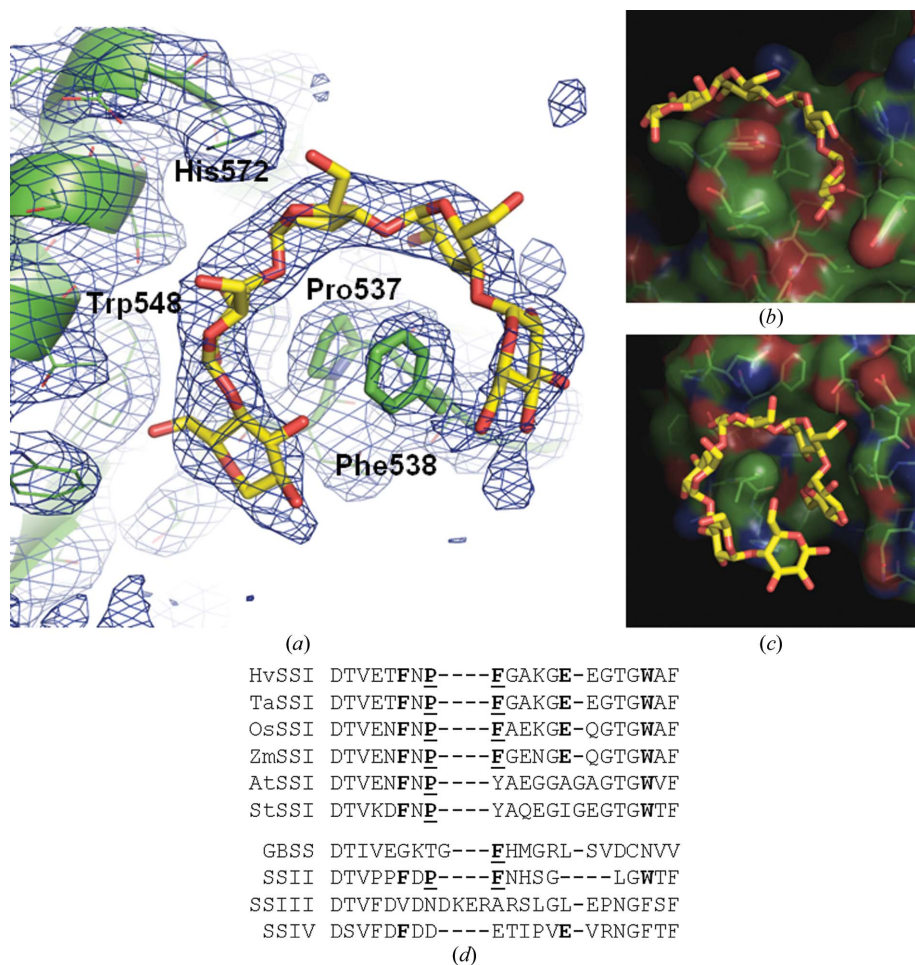 His572
Trp548
Pro537
Phe538
(a)
(b)
(c)
HvSSI DTVETFNP----FGAKGE-EGTGWAF
TaSSI DTVETFNP----FGAKGE-EGTGWAF
OsSSI DTVENFNP----FAEKGE-QGTGWAF
ZmSSI DTVENFNP----FGENGE-QGTGWAF
AtSSI DTVENFNP----YAEGGAGAGTGWVF
StSSI DTVKDFNP----YAQEGIGEGTGWTF
GBSS DTIVEGKTG---FHMGRL-SVDCNVV
SSII DTVPPFDP----FNHSG----LGWTF
SSIII DTVFDVDNDKERARSLGL-EPNGFSF
SSIV DSVFDFDD----ETIPVE-VRNGFTF
(d)